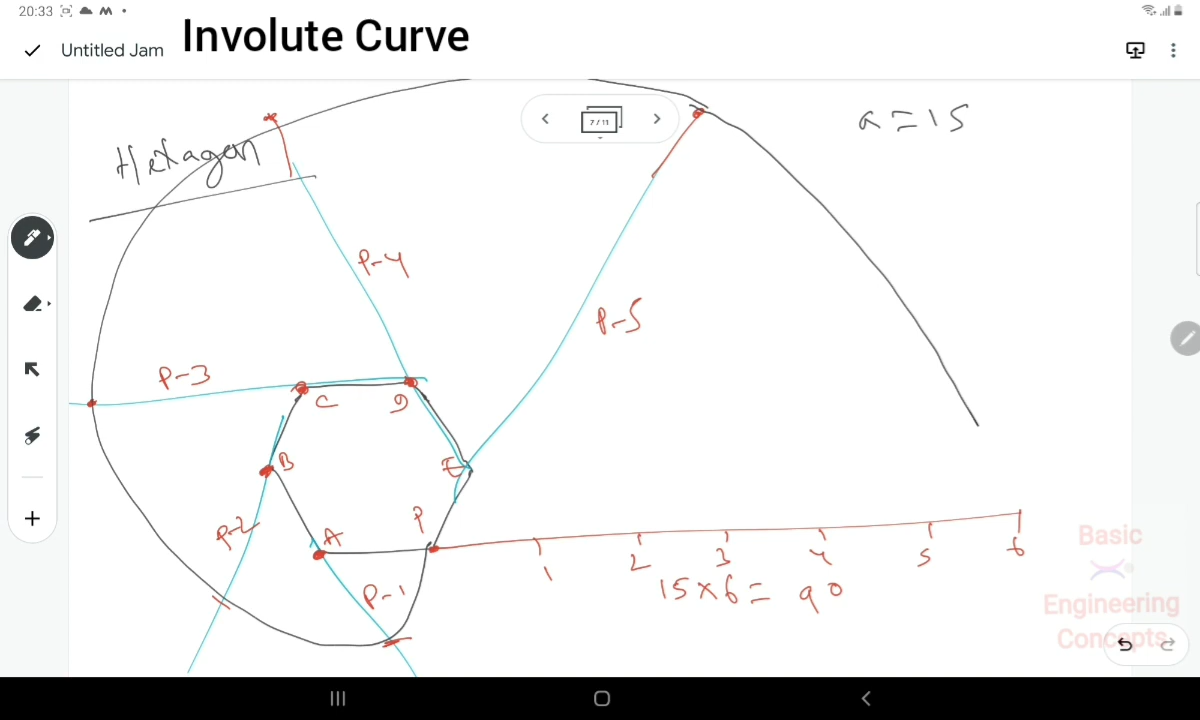 20:33
Untitled Jam
Involute Curve
7 / 11
a = 15
Hexagon
P-4
P-5
P-3
C
D
B
E
P-2
A
P
P-1
1
2
3
4
5
6
15 x 6 = 90
Basic
Engineering
Concepts